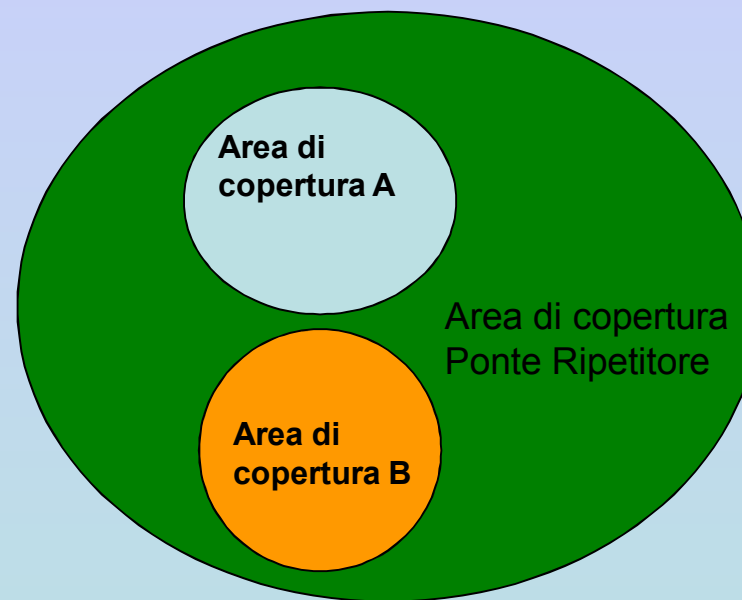 Area di
copertura A
Area di copertura
Ponte Ripetitore
Area di
copertura B